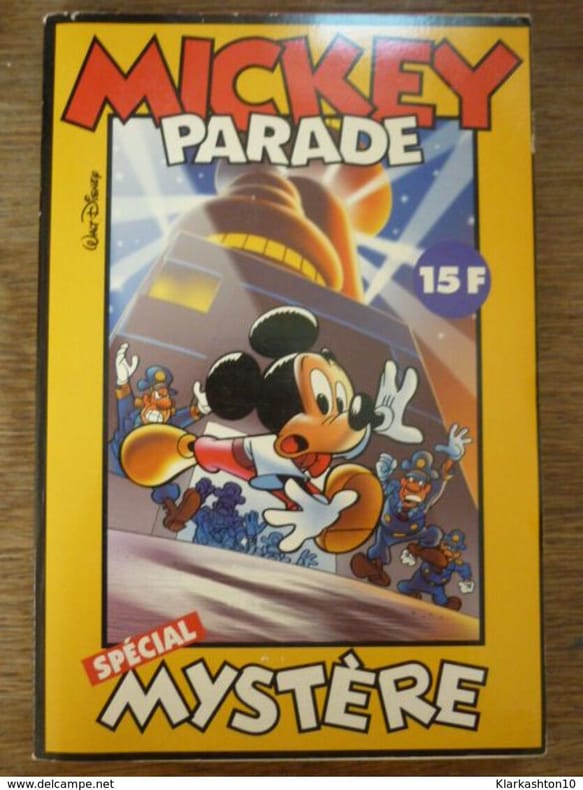 MICKEY
PARADE
WALT DISNEY
15 F
SPÉCIAL
MYSTÈRE
www.delcampe.net
Klarkashton10